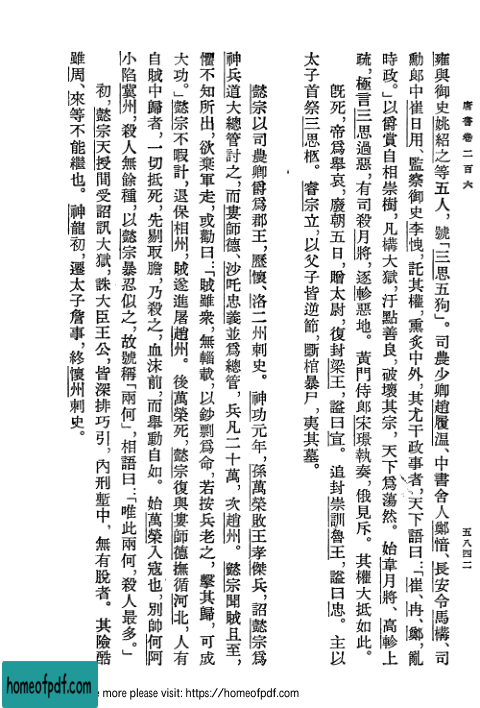 唐書卷二百六
五八四二
雍與御史姚紹之等五人，號「三思五狗」。司農少卿趙履溫、中書舍人鄭愔、長安令馬構、司
勳郎中崔日用、監察御史李㥽，託其權，熏炙中外，其尤干政事者，天下語曰：「崔、冉、鄭，亂
時政。」以爵賞自相崇樹，凡構大獄，汙點善良，破壞其宗，天下爲蕩然。始韋月將、高軫上
疏，極言三思過惡，有司殺月將，逐軫惡地。黃門侍郎宋璟執奏，俄見斥。其權大抵如此。
旣死，帝爲舉哀，廢朝五日，贈太尉，復封梁王，諡曰宣。追封崇訓魯王，諡曰忠。主以
太子首祭三思柩。睿宗立，以父子皆逆節，斲棺暴尸，夷其墓。
懿宗以司農卿爵爲郡王，歷懷、洛二州刺史。神功元年，孫萬榮敗王孝傑兵，詔懿宗爲
神兵道大總管討之，而婁師德、沙吒忠義並爲總管，兵凡二十萬，次趙州。懿宗聞賊且至，
懼不知所出，欲棄軍走，或勸曰：「賊雖衆，無輜載，以鈔剽爲命，若按兵老之，擊其歸，可成
大功。」懿宗不暇計，退保相州，賊遂進屠趙州。後萬榮死，懿宗復與婁師德撫循河北，人有
自賊中歸者，一切抵死，先剔取膽，乃殺之，血沫前，而舉動自如。始萬榮入寇也，別帥何阿
小陷冀州，殺人無餘種，以懿宗暴忍似之，故號稱「兩何」，相語曰：「唯此兩何，殺人最多。」
初，懿宗天授間受詔訊大獄，誅大臣王公，皆深排巧引，內刑塹中，無有脫者。其險酷
雖周、來等不能繼也。神龍初，遷太子詹事，終懷州刺史。
homeofpdf.com
e more please visit: https://homeofpdf.com